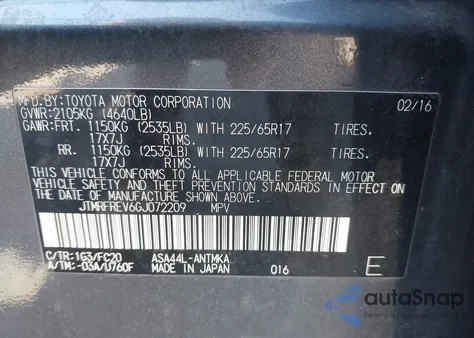 MFD.BY:TOYOTA MOTOR CORPORATION 02/16
GVWR:2105KG (4640LB)
GAWR:FRT. 1150KG (2535LB) WITH 225/65R17 TIRES.
17X7J RIMS.
RR. 1150KG (2535LB) WITH 225/65R17 TIRES.
17X7J RIMS.
THIS VEHICLE CONFORMS TO ALL APPLICABLE FEDERAL MOTOR
VEHICLE SAFETY AND THEFT PREVENTION STANDARDS IN EFFECT
ON THE DATE OF MANUFACTURE SHOWN ABOVE.
JTMRFREV6GJ072209 MPV
C/TR:1G3/FC20 ASA44L-ANTMKA
A/TM:-03A/U760F MADE IN JAPAN 016 E
autoSnap